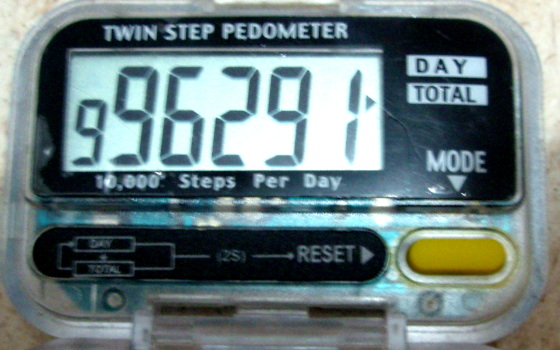 TWIN STEP PEDOMETER
996291
DAY
TOTAL
10,000 Steps Per Day
MODE
DAY
TOTAL
(2S)
RESET